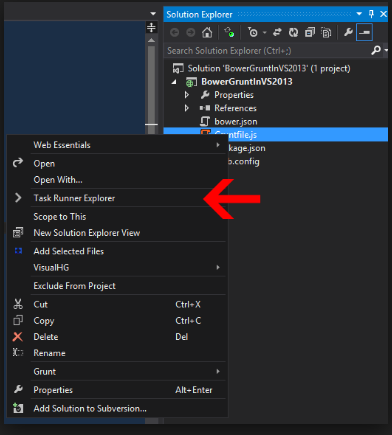 Solution Explorer
Search Solution Explorer (Ctrl+;)
Solution 'BowerGruntInVS2013' (1 project)
BowerGruntInVS2013
Properties
References
bower.json
Gruntfile.js
kage.json
b.config
Web Essentials
Open
Open With...
Task Runner Explorer
Scope to This
New Solution Explorer View
Add Selected Files
VisualHG
Exclude From Project
Cut Ctrl+X
Copy Ctrl+C
Delete Del
Rename
Grunt
Properties Alt+Enter
Add Solution to Subversion...